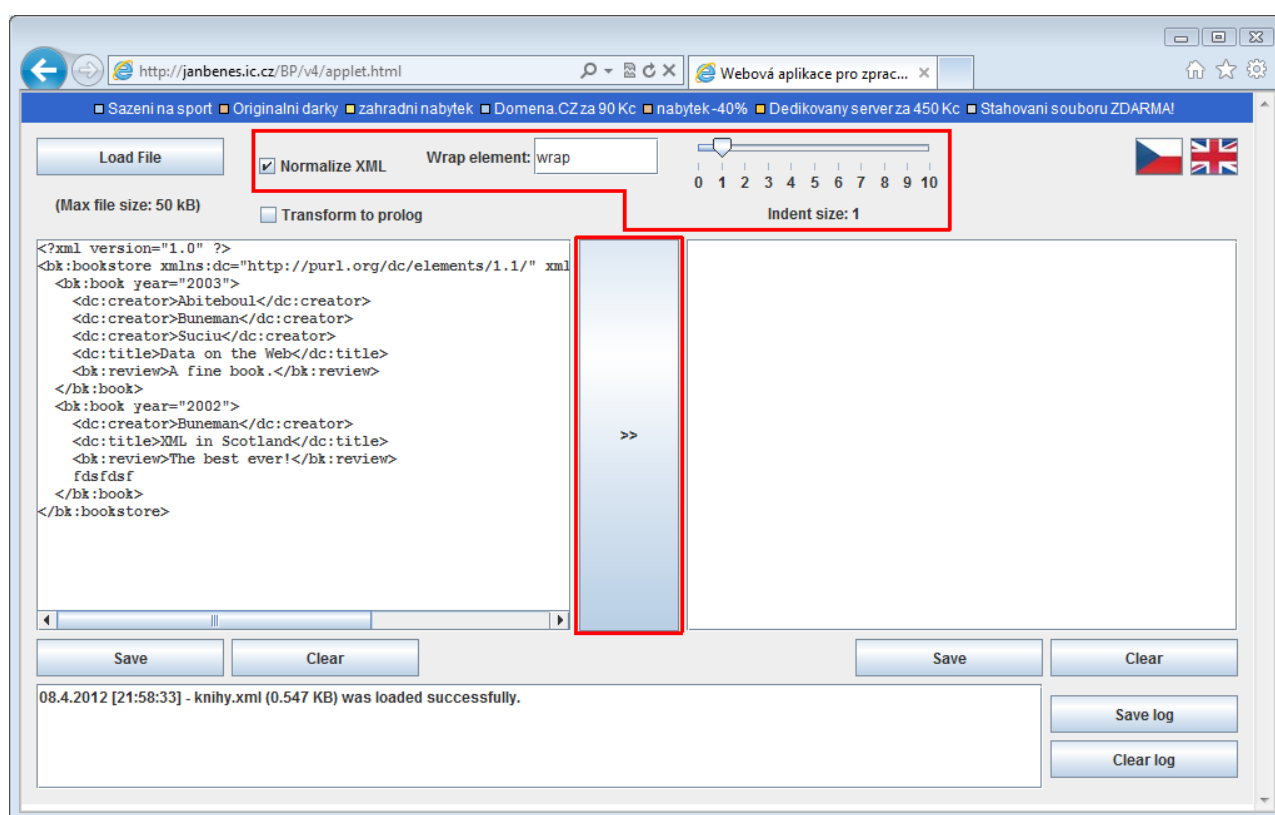 http://janbenes.ic.cz/BP/v4/applet.html
Webová aplikace pro zprac...
Sazeni na sport Originalni darky zahradni nabytek Domena.CZ za 90 Kc nabytek -40% Dedikovany server za 450 Kc Stahovani souboru ZDARMA!
Load File
Normalize XML
Wrap element: wrap
0 1 2 3 4 5 6 7 8 9 10
(Max file size: 50 kB)
Transform to prolog
Indent size: 1
<?xml version="1.0" ?>
<bk:bookstore xmlns:dc="http://purl.org/dc/elements/1.1/" xml
<bk:book year="2003">
<dc:creator>Abiteboul</dc:creator>
<dc:creator>Buneman</dc:creator>
<dc:creator>Suciu</dc:creator>
<dc:title>Data on the Web</dc:title>
<bk:review>A fine book.</bk:review>
</bk:book>
<bk:book year="2002">
<dc:creator>Buneman</dc:creator>
<dc:title>XML in Scotland</dc:title>
<bk:review>The best ever!</bk:review>
fdsfdsf
</bk:book>
</bk:bookstore>
>>
Save Clear
Save Clear
08.4.2012 [21:58:33] - knihy.xml (0.547 KB) was loaded successfully.
Save log
Clear log